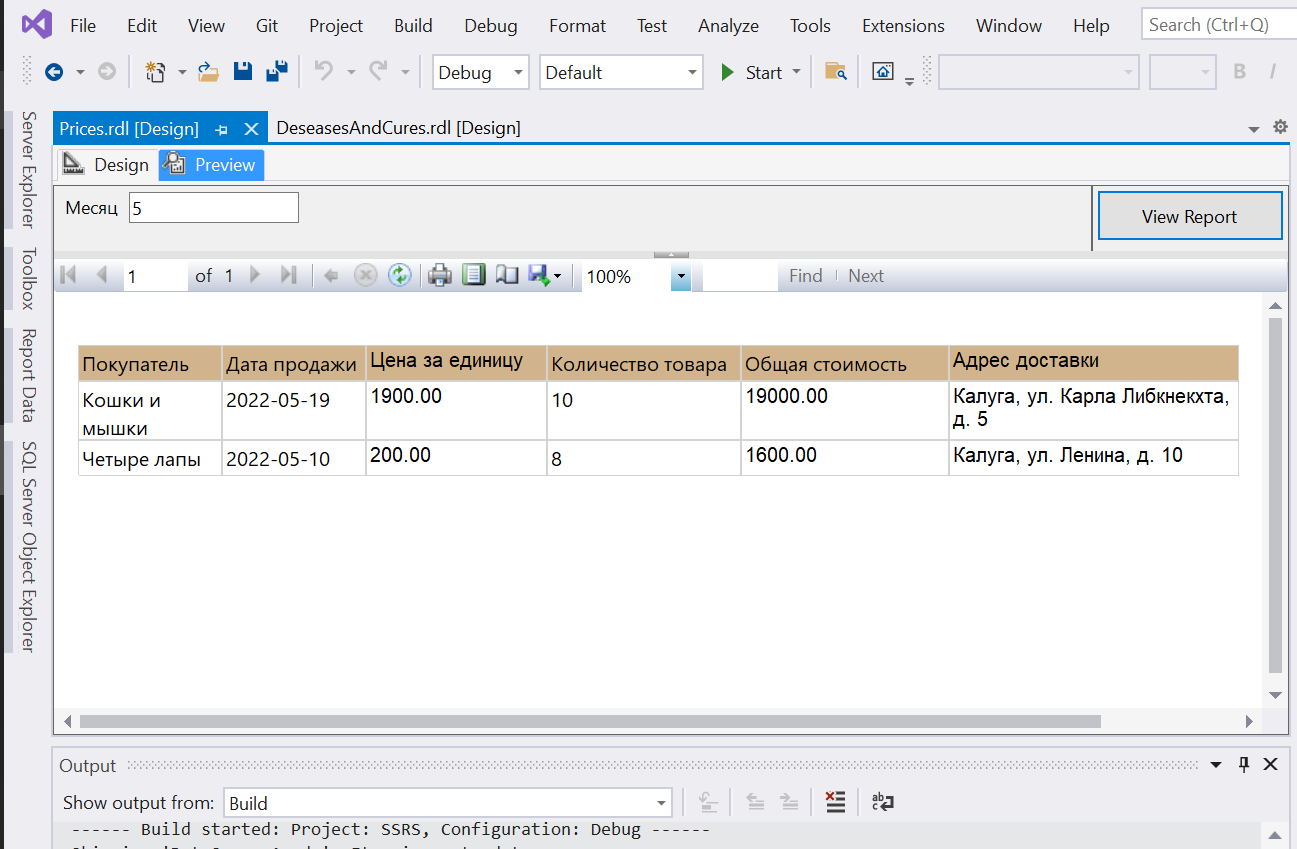 File Edit View Git Project Build Debug Format Test Analyze Tools Extensions Window Help Search (Ctrl+Q)
Debug Default Start B I
Server Explorer
Toolbox
Report Data
SQL Server Object Explorer
Prices.rdl [Design] DeseasesAndCures.rdl [Design]
Design Preview
Месяц 5 View Report
1 of 1 100% Find Next
Покупатель Дата продажи Цена за единицу Количество товара Общая стоимость Адрес доставки
Кошки и 2022-05-19 1900.00 10 19000.00 Калуга, ул. Карла Либкнекхта,
мышки д. 5
Четыре лапы 2022-05-10 200.00 8 1600.00 Калуга, ул. Ленина, д. 10
Output
Show output from: Build
------ Build started: Project: SSRS, Configuration: Debug ------